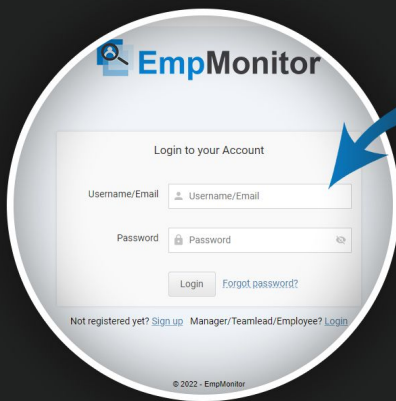 EmpMonitor
Login to your Account
Username/Email Username/Email
Password Password
Login Forgot password?
Not registered yet? Sign up Manager/Teamlead/Employee? Login
© 2022 - EmpMonitor